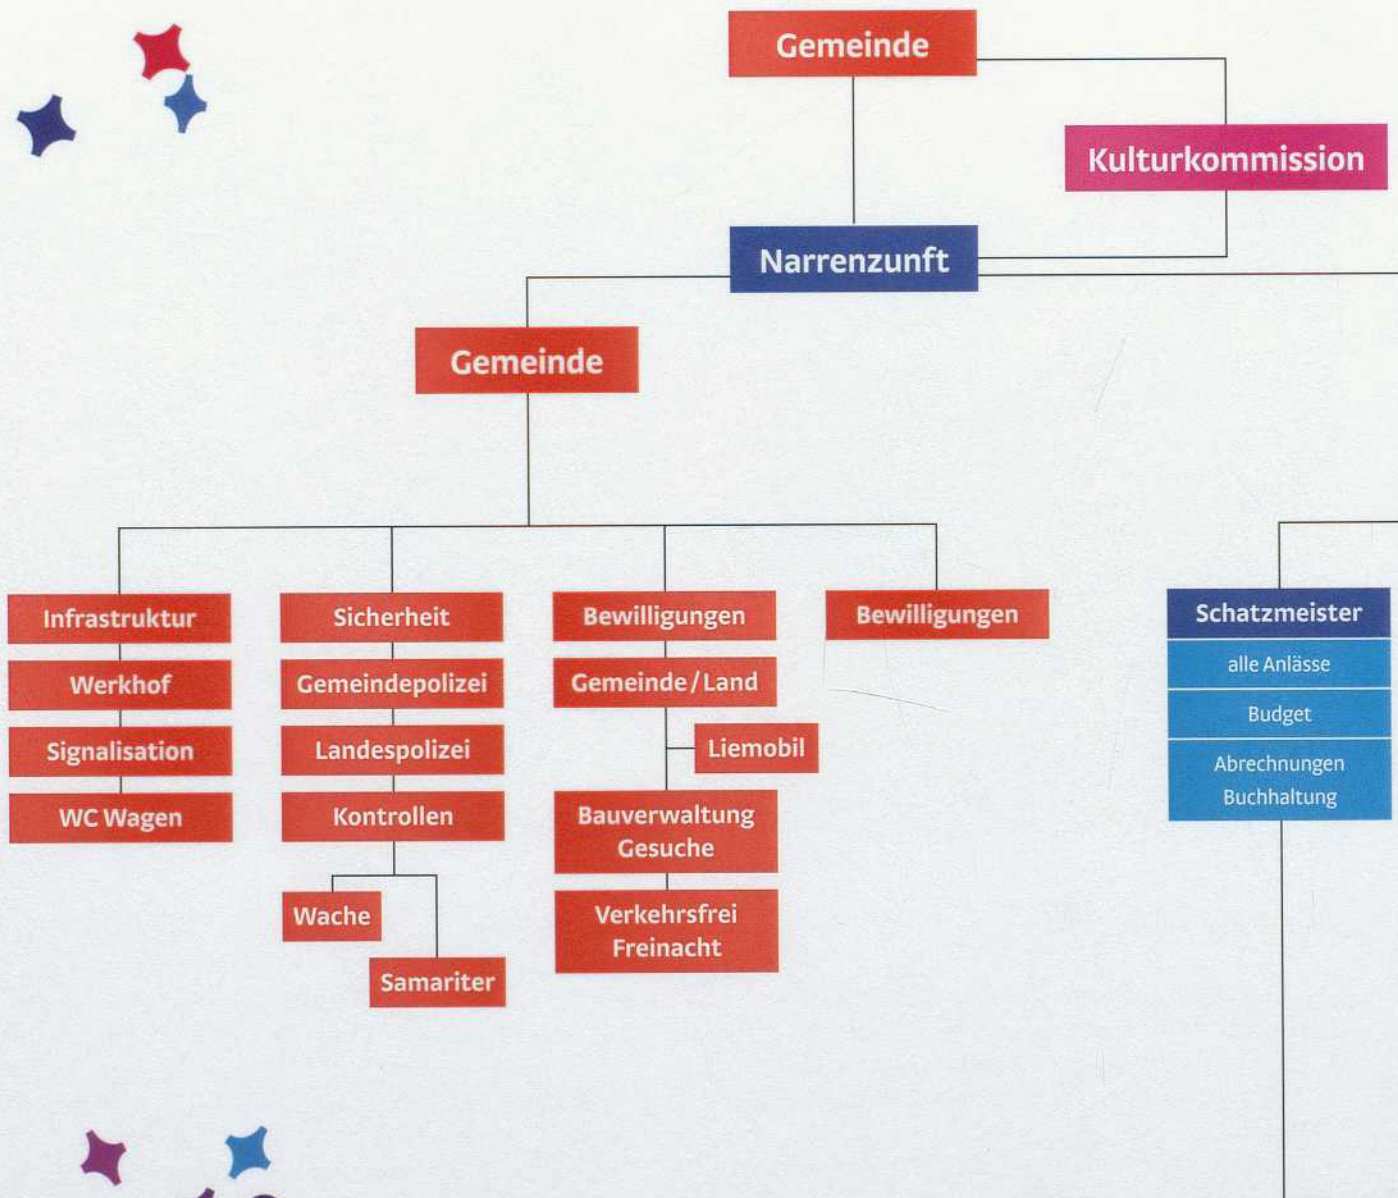 Gemeinde
Kulturkommission
Narrenzunft
Gemeinde
Infrastruktur
Werkhof
Signalisation
WC Wagen
Sicherheit
Gemeindepolizei
Landespolizei
Kontrollen
Wache
Samariter
Bewilligungen
Gemeinde / Land
Liemobil
Bauverwaltung
Gesuche
Verkehrsfrei
Freinacht
Bewilligungen
Schatzmeister
alle Anlässe
Budget
Abrechnungen
Buchhaltung